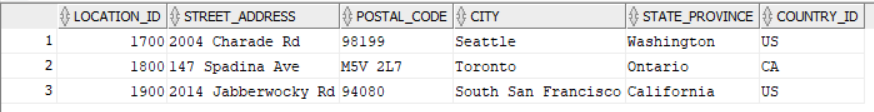 LOCATION_ID STREET_ADDRESS POSTAL_CODE CITY STATE_PROVINCE COUNTRY_ID
1 1700 2004 Charade Rd 98199 Seattle Washington US
2 1800 147 Spadina Ave M5V 2L7 Toronto Ontario CA
3 1900 2014 Jabberwocky Rd 94080 South San Francisco California US